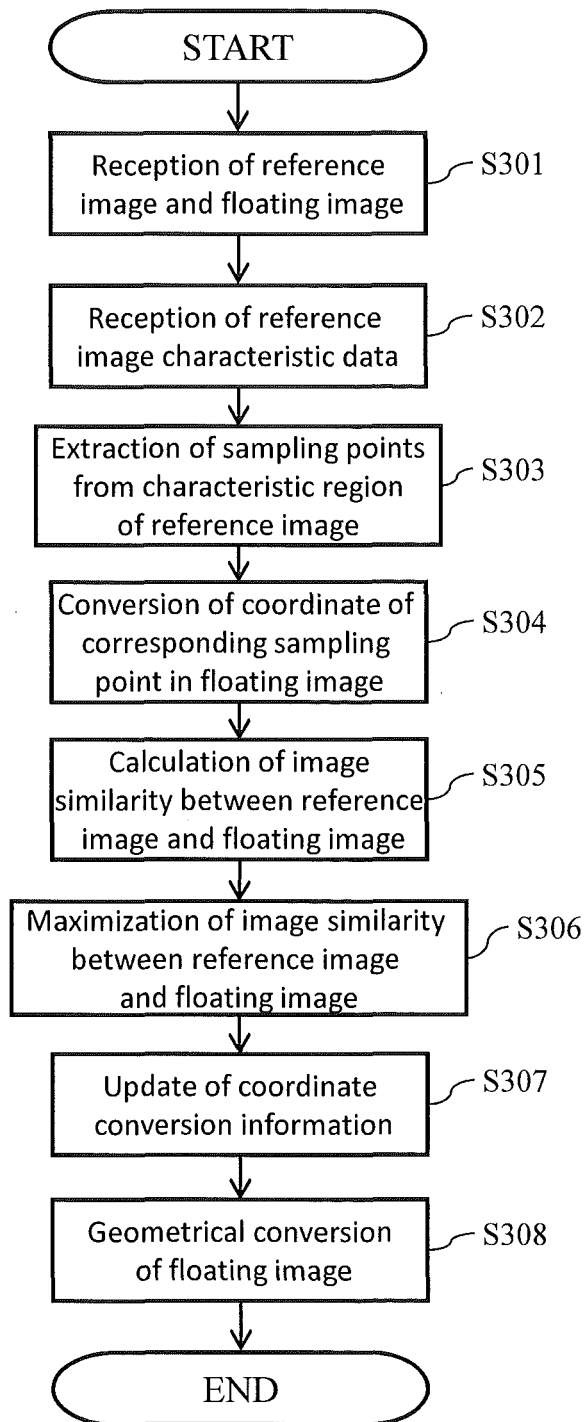 START
Reception of reference
image and floating image
S301
Reception of reference
image characteristic data
S302
Extraction of sampling points
from characteristic region
of reference image
S303
Conversion of coordinate of
corresponding sampling
point in floating image
S304
Calculation of image
similarity between reference
image and floating image
S305
Maximization of image similarity
between reference image
and floating image
S306
Update of coordinate
conversion information
S307
Geometrical conversion
of floating image
S308
END